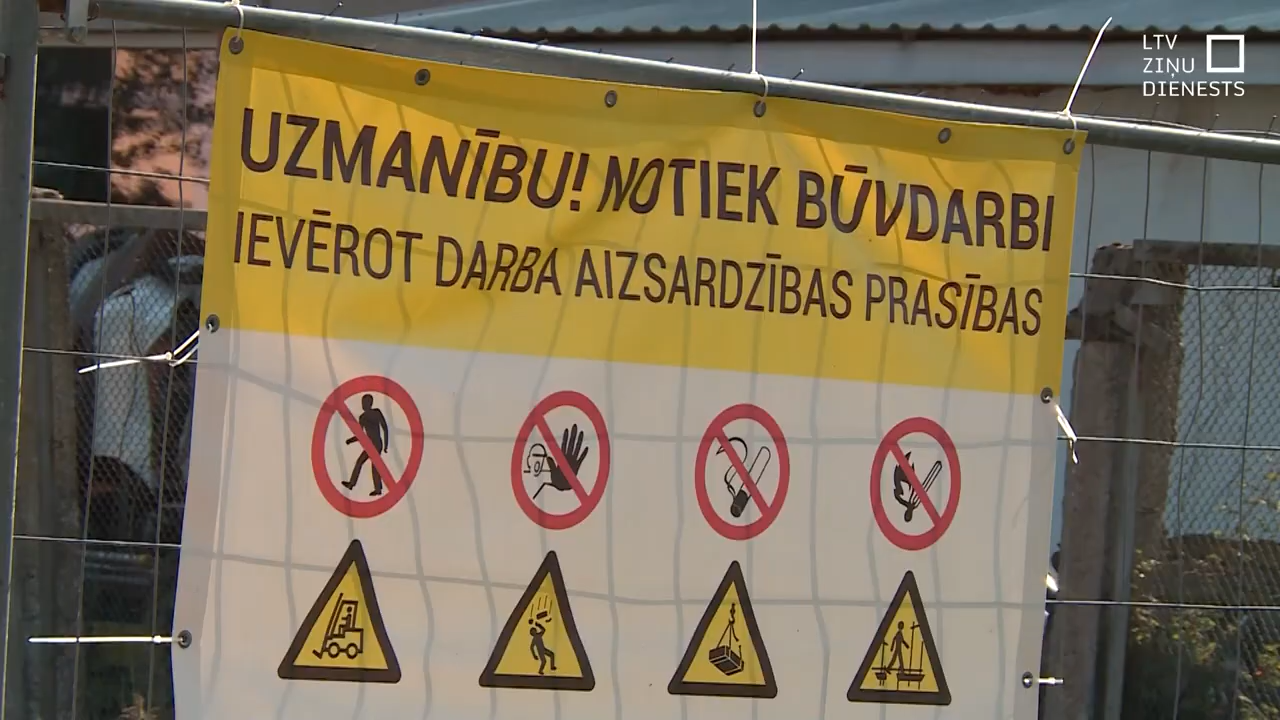 LTV
ZIŅU
DIENESTS
UZMANĪBU! NOTIEK BŪVDARBI
IEVĒROT DARBA AIZSARDZĪBAS PRASĪBAS